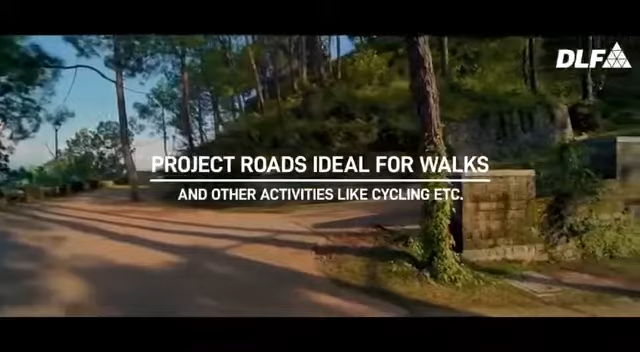 DLF
PROJECT ROADS IDEAL FOR WALKS
AND OTHER ACTIVITIES LIKE CYCLING ETC.